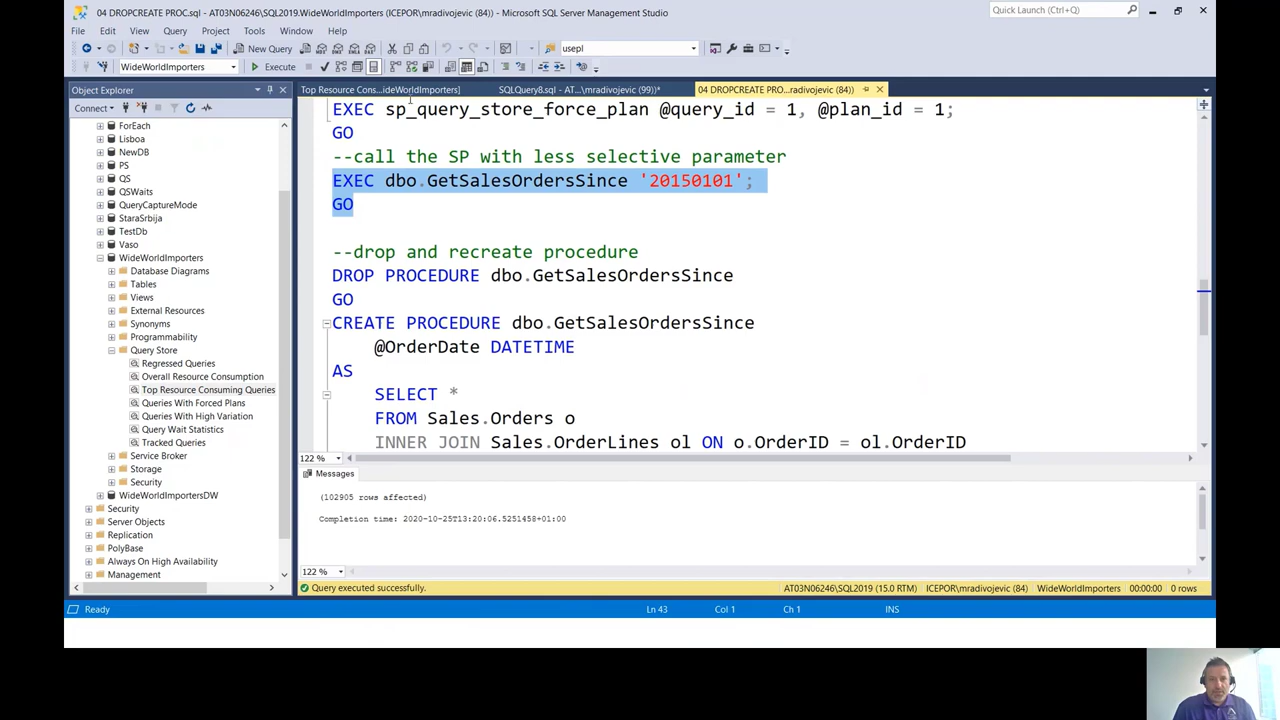 04 DROPCREATE PROC.sql - AT03N06246\SQL2019.WideWorldImporters (ICEPOR\mradivojevic (84)) - Microsoft SQL Server Management Studio
Quick Launch (Ctrl+Q)
File Edit View Query Project Tools Window Help
New Query
usepl
WideWorldImporters
Execute
Object Explorer
Top Resource Cons...ideWorldImporters]
SQLQuery8.sql - AT...\mradivojevic (99))*
04 DROPCREATE PRO...radivojevic (84))
Connect
ForEach
Lisboa
NewDB
PS
QS
QSWaits
QueryCaptureMode
StaraSrbija
TestDb
Vaso
WideWorldImporters
Database Diagrams
Tables
Views
External Resources
Synonyms
Programmability
Query Store
Regressed Queries
Overall Resource Consumption
Top Resource Consuming Queries
Queries With Forced Plans
Queries With High Variation
Query Wait Statistics
Tracked Queries
Service Broker
Storage
Security
WideWorldImportersDW
Security
Server Objects
Replication
PolyBase
Always On High Availability
Management
EXEC sp_query_store_force_plan @query_id = 1, @plan_id = 1;
GO
--call the SP with less selective parameter
EXEC dbo.GetSalesOrdersSince '20150101';
GO
--drop and recreate procedure
DROP PROCEDURE dbo.GetSalesOrdersSince
GO
CREATE PROCEDURE dbo.GetSalesOrdersSince
@OrderDate DATETIME
AS
SELECT *
FROM Sales.Orders o
INNER JOIN Sales.OrderLines ol ON o.OrderID = ol.OrderID
122 %
Messages
(102905 rows affected)
Completion time: 2020-10-25T13:20:06.5251458+01:00
122 %
Query executed successfully.
AT03N06246\SQL2019 (15.0 RTM) ICEPOR\mradivojevic (84) WideWorldImporters 00:00:00 0 rows
Ready
Ln 43 Col 1 Ch 1 INS